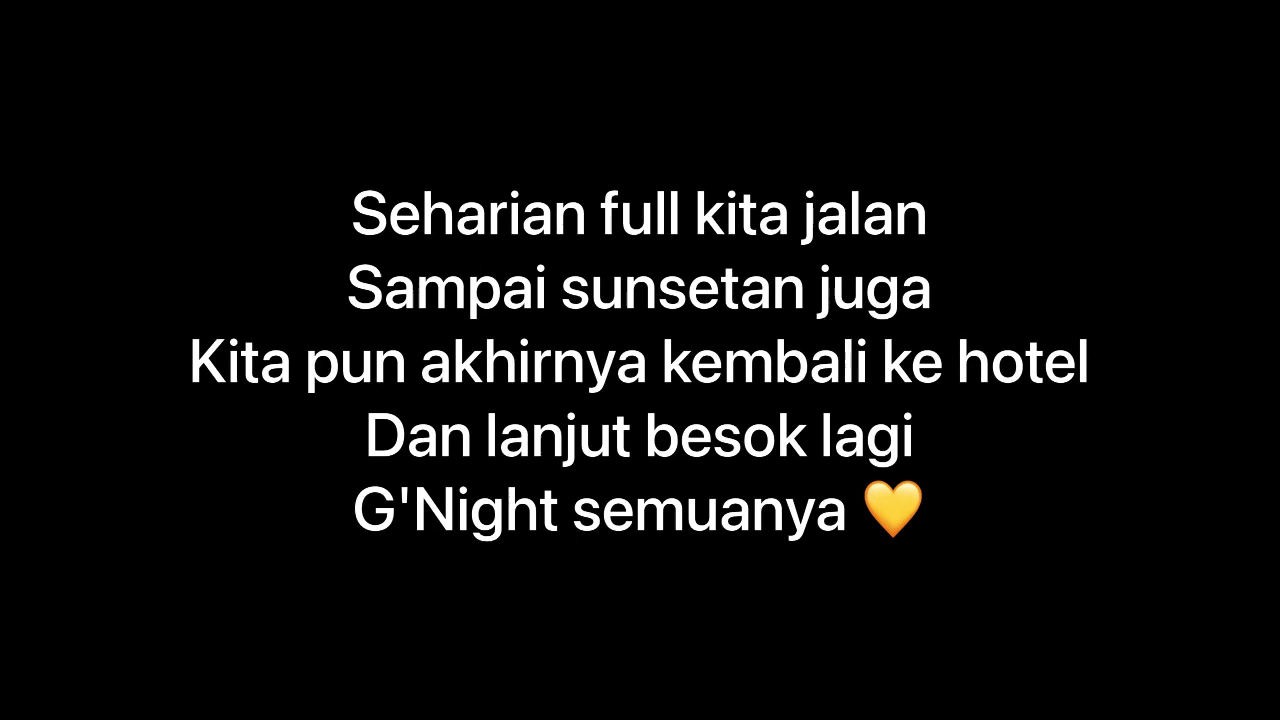 Seharian full kita jalan
Sampai sunsetan juga
Kita pun akhirnya kembali ke hotel
Dan lanjut besok lagi
G'Night semuanya 💛